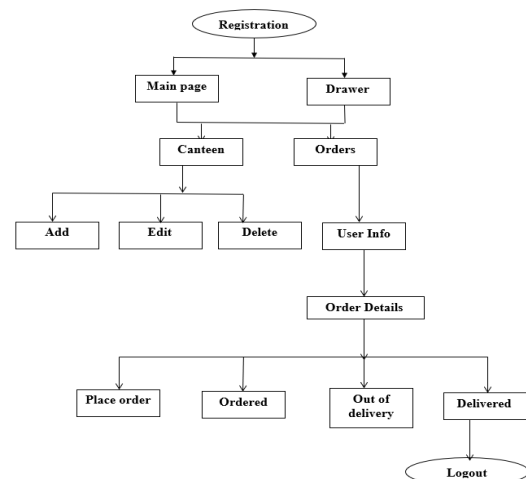 Registration
Main page
Drawer
Canteen
Orders
Add
Edit
Delete
User Info
Order Details
Place order
Ordered
Out of
delivery
Delivered
Logout